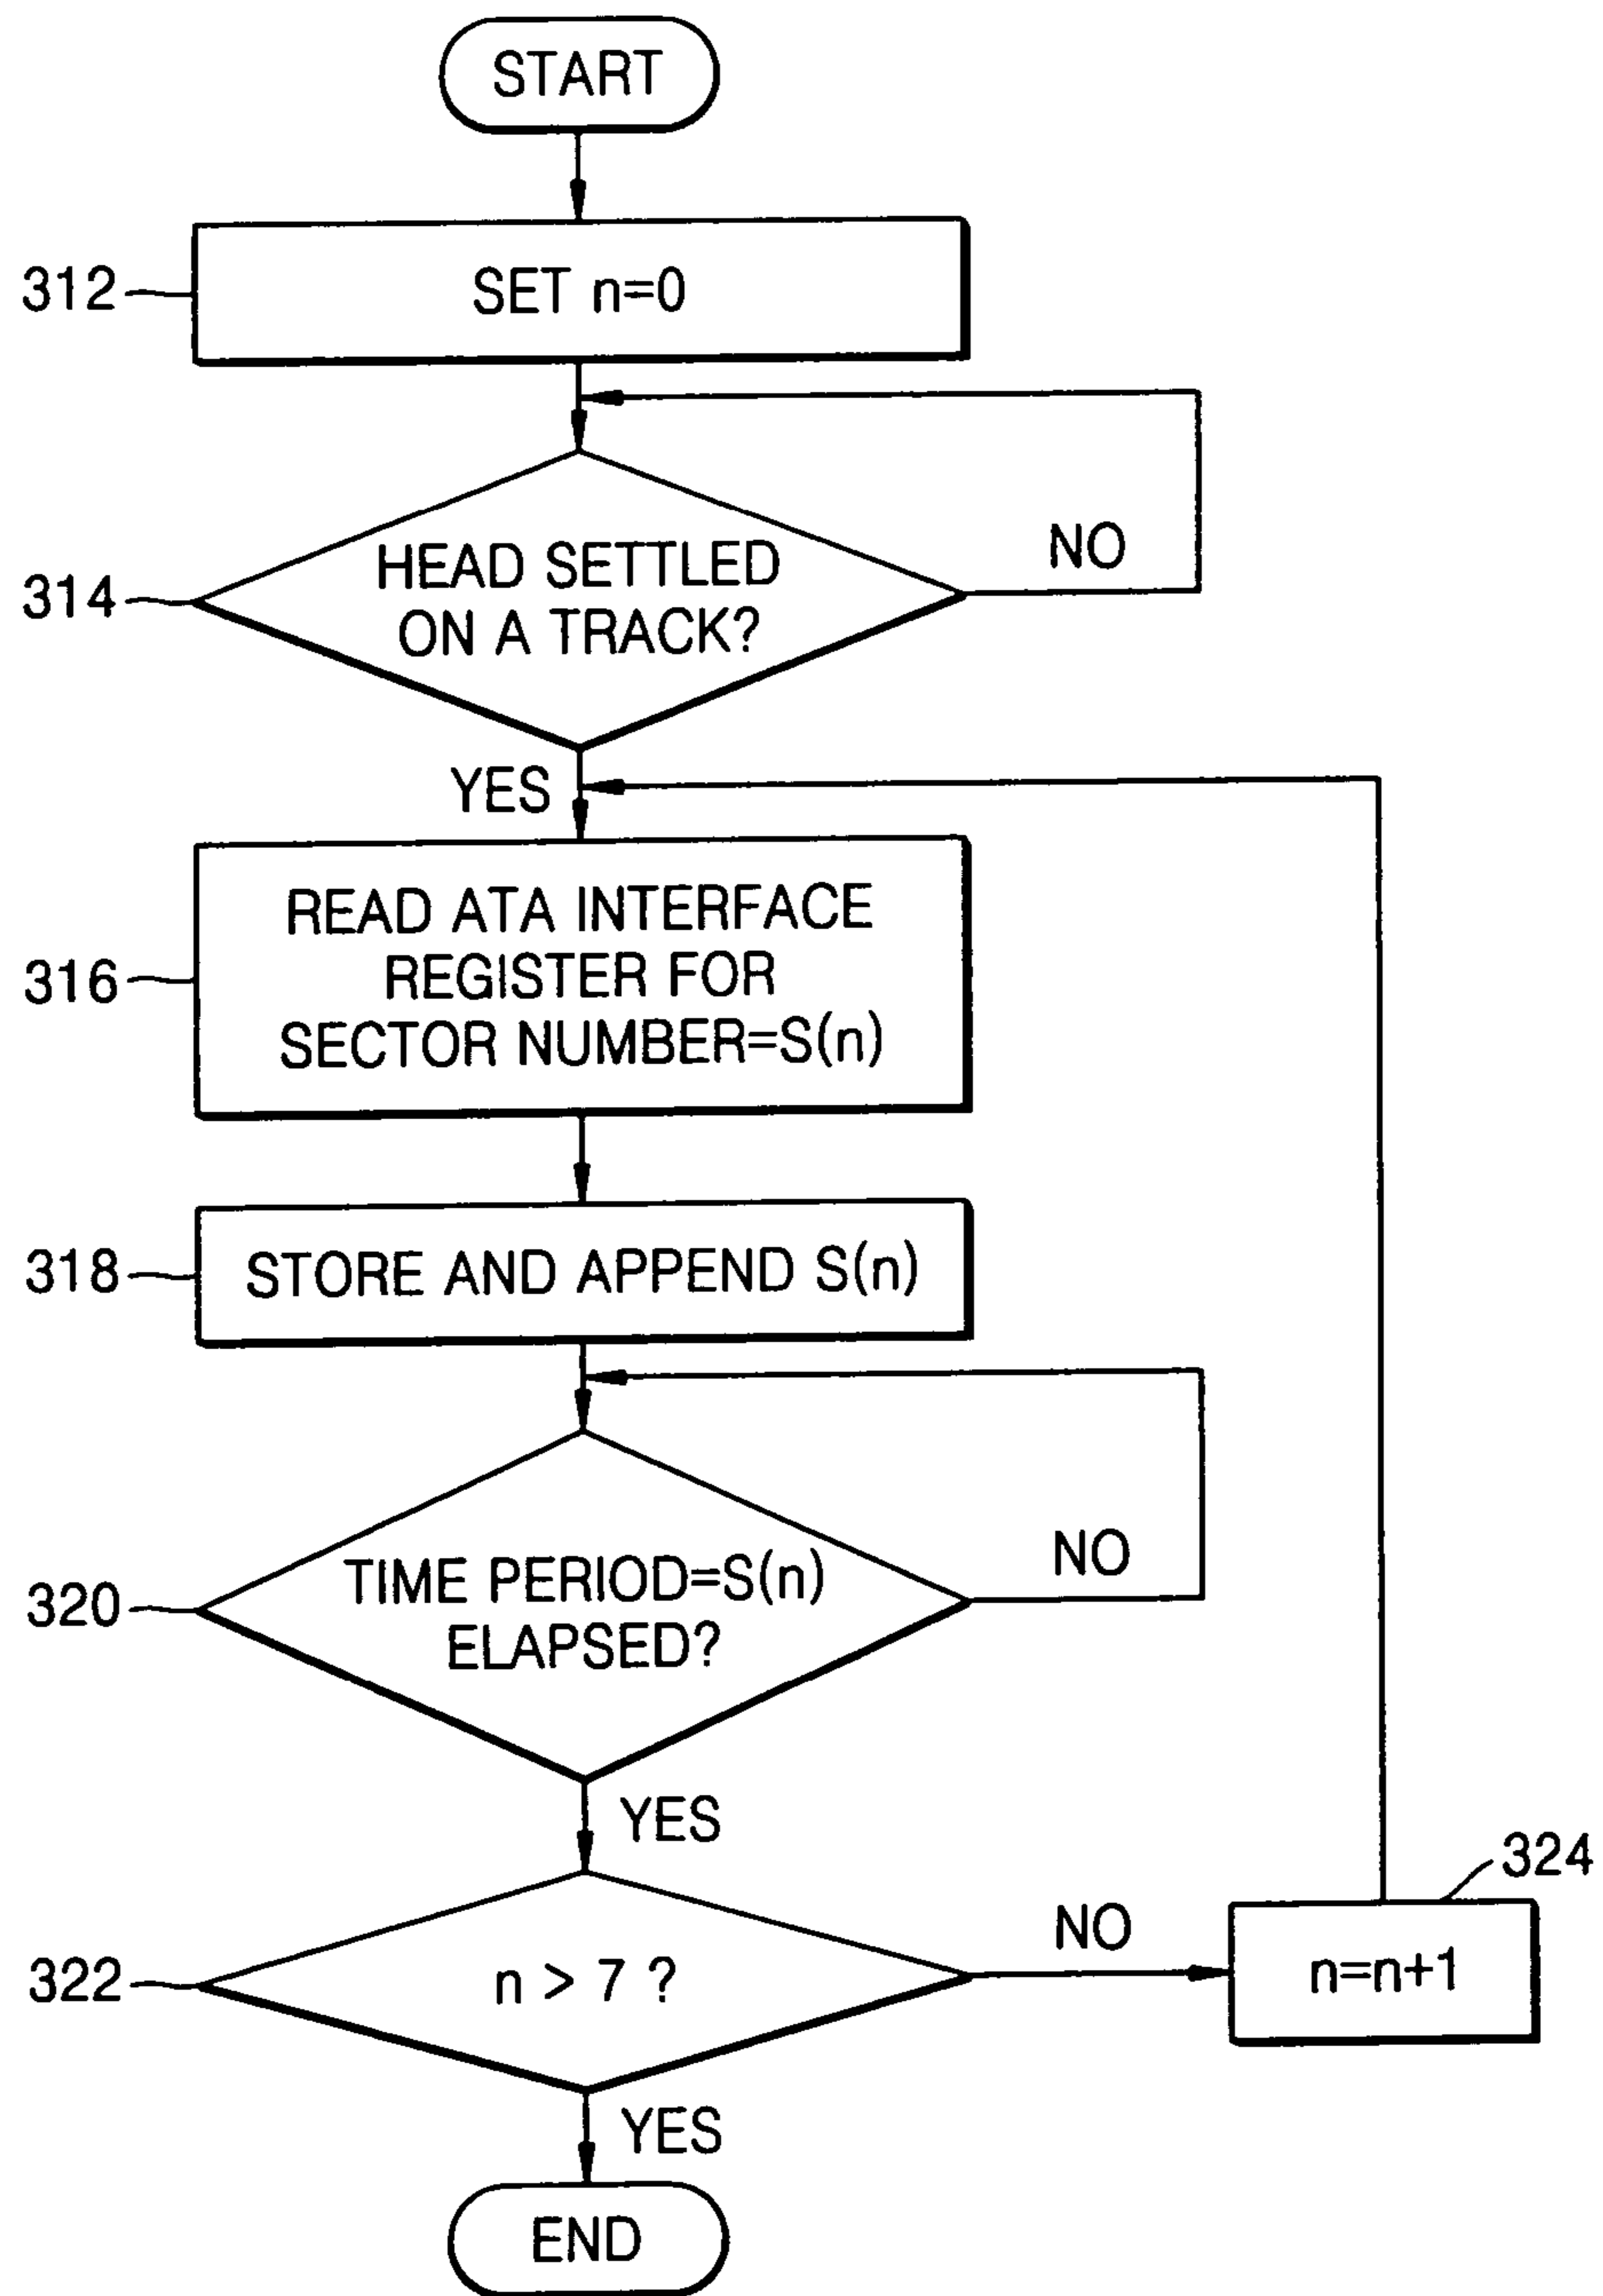 START
312
SET n=0
314
HEAD SETTLED
ON A TRACK?
NO
YES
316
READ ATA INTERFACE
REGISTER FOR
SECTOR NUMBER=S(n)
318
STORE AND APPEND S(n)
320
TIME PERIOD=S(n)
ELAPSED?
NO
YES
322
n > 7 ?
NO
324
n=n+1
YES
END